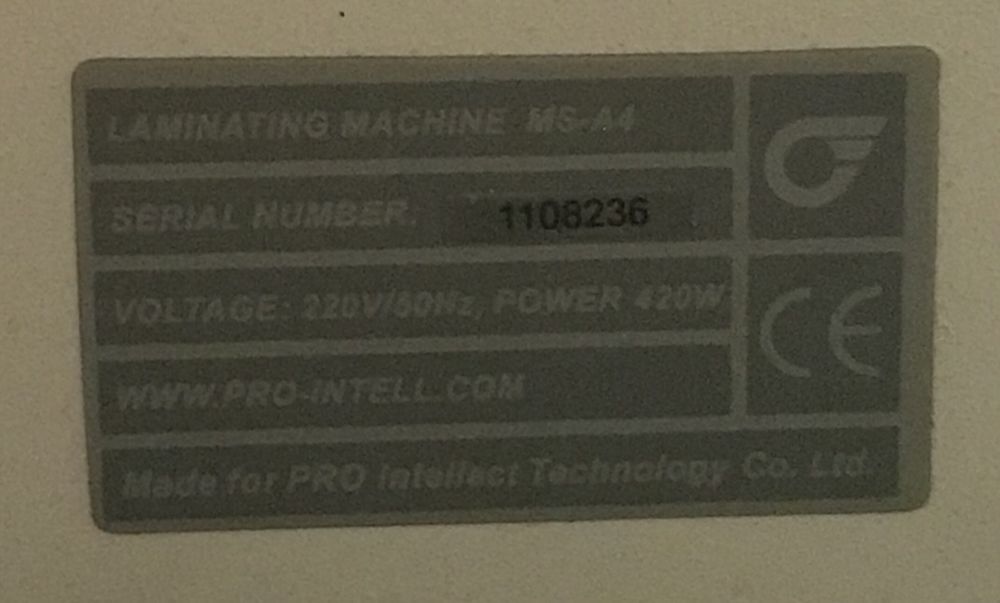 LAMINATING MACHINE MS-A4
SERIAL NUMBER: 1108236
VOLTAGE: 220V/50Hz, POWER 420W
WWW.PRO-INTELL.COM
Made for PRO Intellect Technology Co. Ltd.
CE